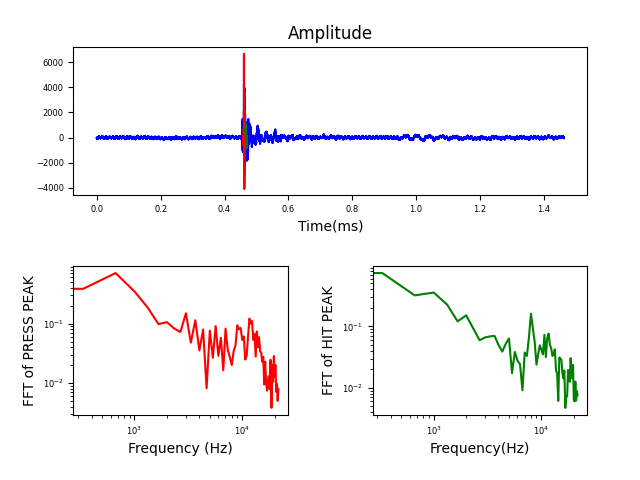 Amplitude
6000
4000
2000
0
−2000
−4000
0.0 0.2 0.4 0.6 0.8 1.0 1.2 1.4
Time(ms)
FFT of PRESS PEAK
10⁻¹
10⁻²
10³ 10⁴
Frequency (Hz)
FFT of HIT PEAK
10⁻¹
10⁻²
10³ 10⁴
Frequency(Hz)